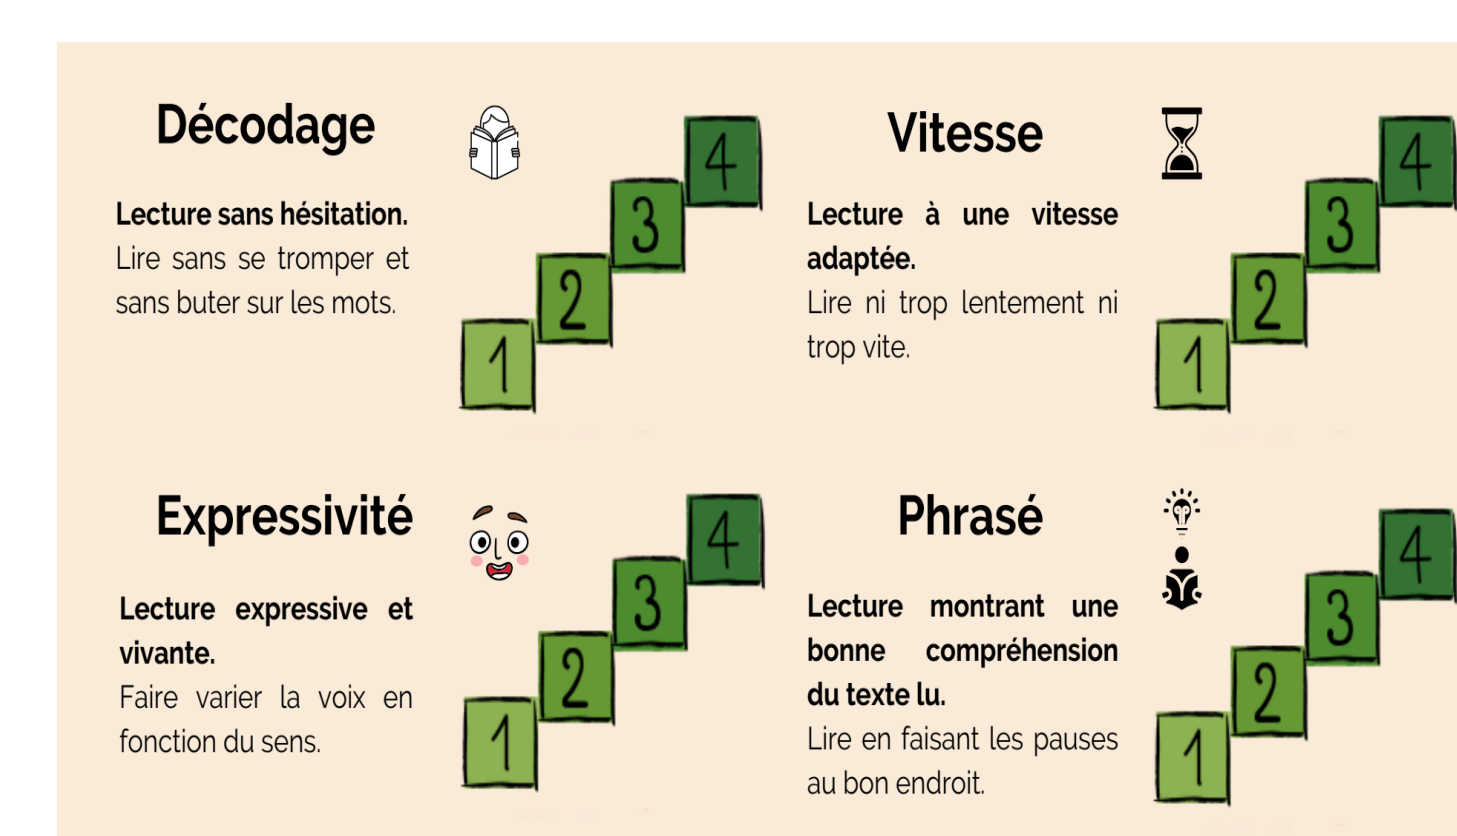 Décodage
Lecture sans hésitation.
Lire sans se tromper et
sans buter sur les mots.
1
2
3
4
Vitesse
Lecture à une vitesse
adaptée.
Lire ni trop lentement ni
trop vite.
1
2
3
4
Expressivité
Lecture expressive et
vivante.
Faire varier la voix en
fonction du sens.
1
2
3
4
Phrasé
Lecture montrant une
bonne compréhension
du texte lu.
Lire en faisant les pauses
au bon endroit.
1
2
3
4